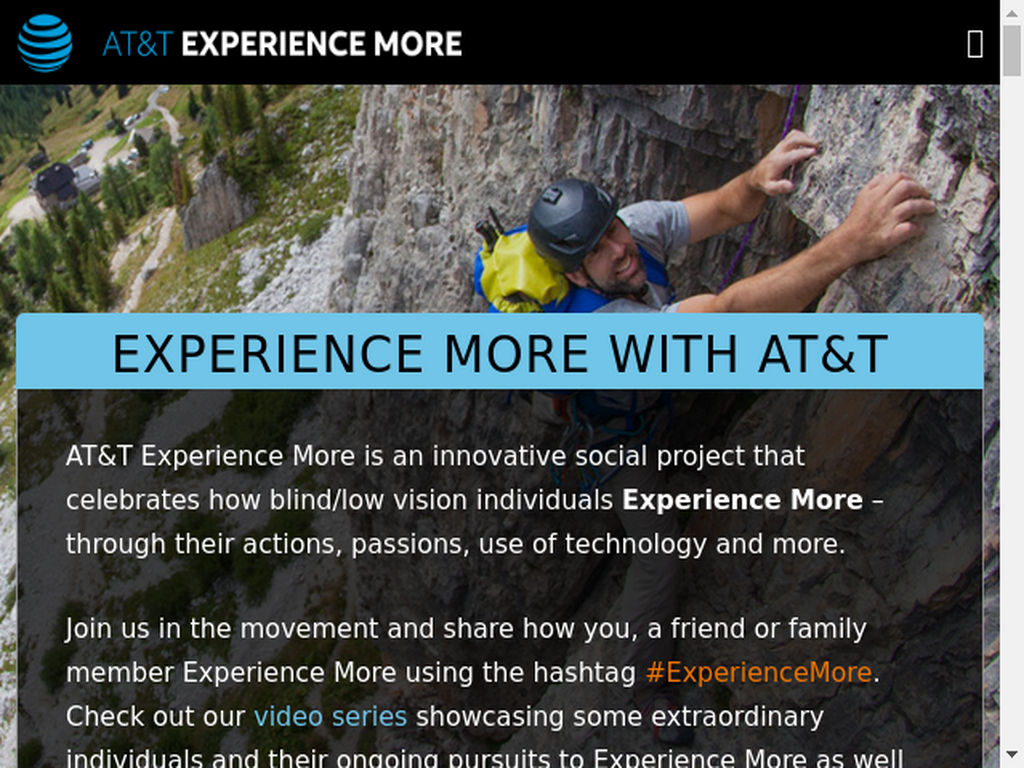 AT&T EXPERIENCE MORE
EXPERIENCE MORE WITH AT&T
AT&T Experience More is an innovative social project that
celebrates how blind/low vision individuals Experience More –
through their actions, passions, use of technology and more.
Join us in the movement and share how you, a friend or family
member Experience More using the hashtag #ExperienceMore.
Check out our video series showcasing some extraordinary
individuals and their ongoing pursuits to Experience More as well